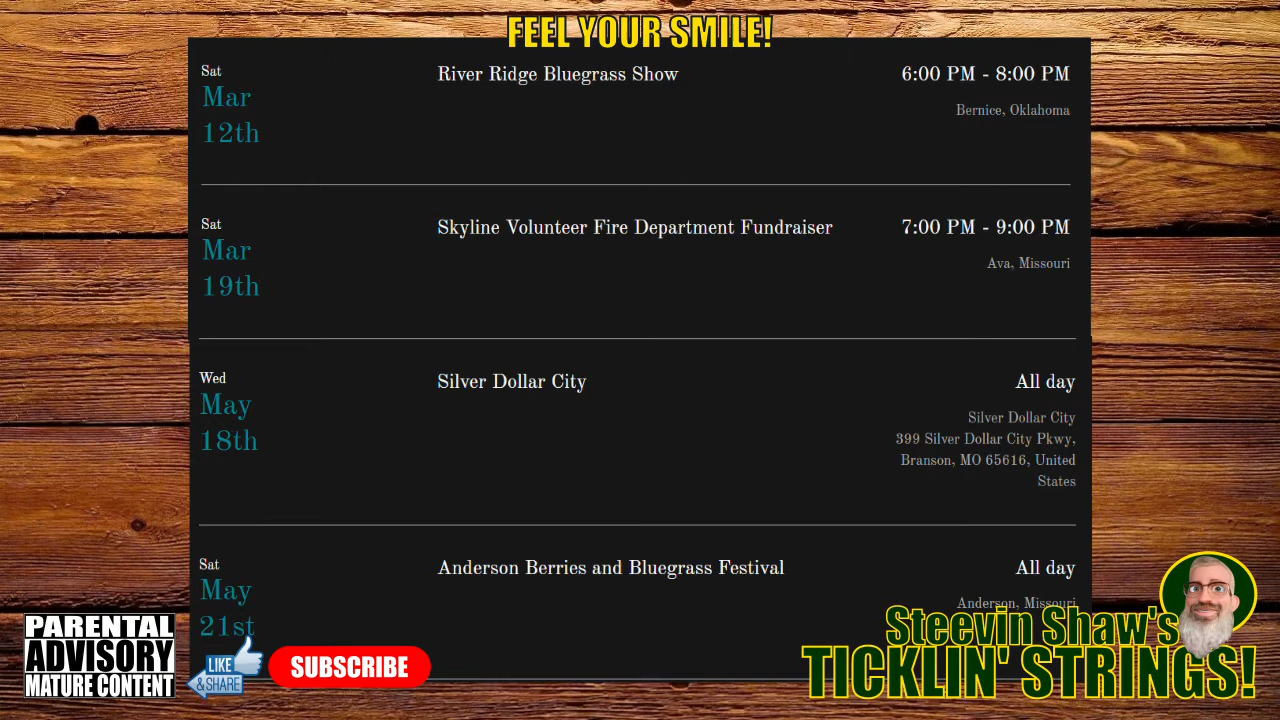 FEEL YOUR SMILE!
Sat
Mar
12th
River Ridge Bluegrass Show
6:00 PM - 8:00 PM
Bernice, Oklahoma
Sat
Mar
19th
Skyline Volunteer Fire Department Fundraiser
7:00 PM - 9:00 PM
Ava, Missouri
Wed
May
18th
Silver Dollar City
All day
Silver Dollar City
399 Silver Dollar City Pkwy,
Branson, MO 65616, United
States
Sat
May
21st
Anderson Berries and Bluegrass Festival
All day
Anderson, Missouri
PARENTAL
ADVISORY
MATURE CONTENT
LIKE
& SHARE
SUBSCRIBE
Steevin Shaw's
TICKLIN' STRINGS!